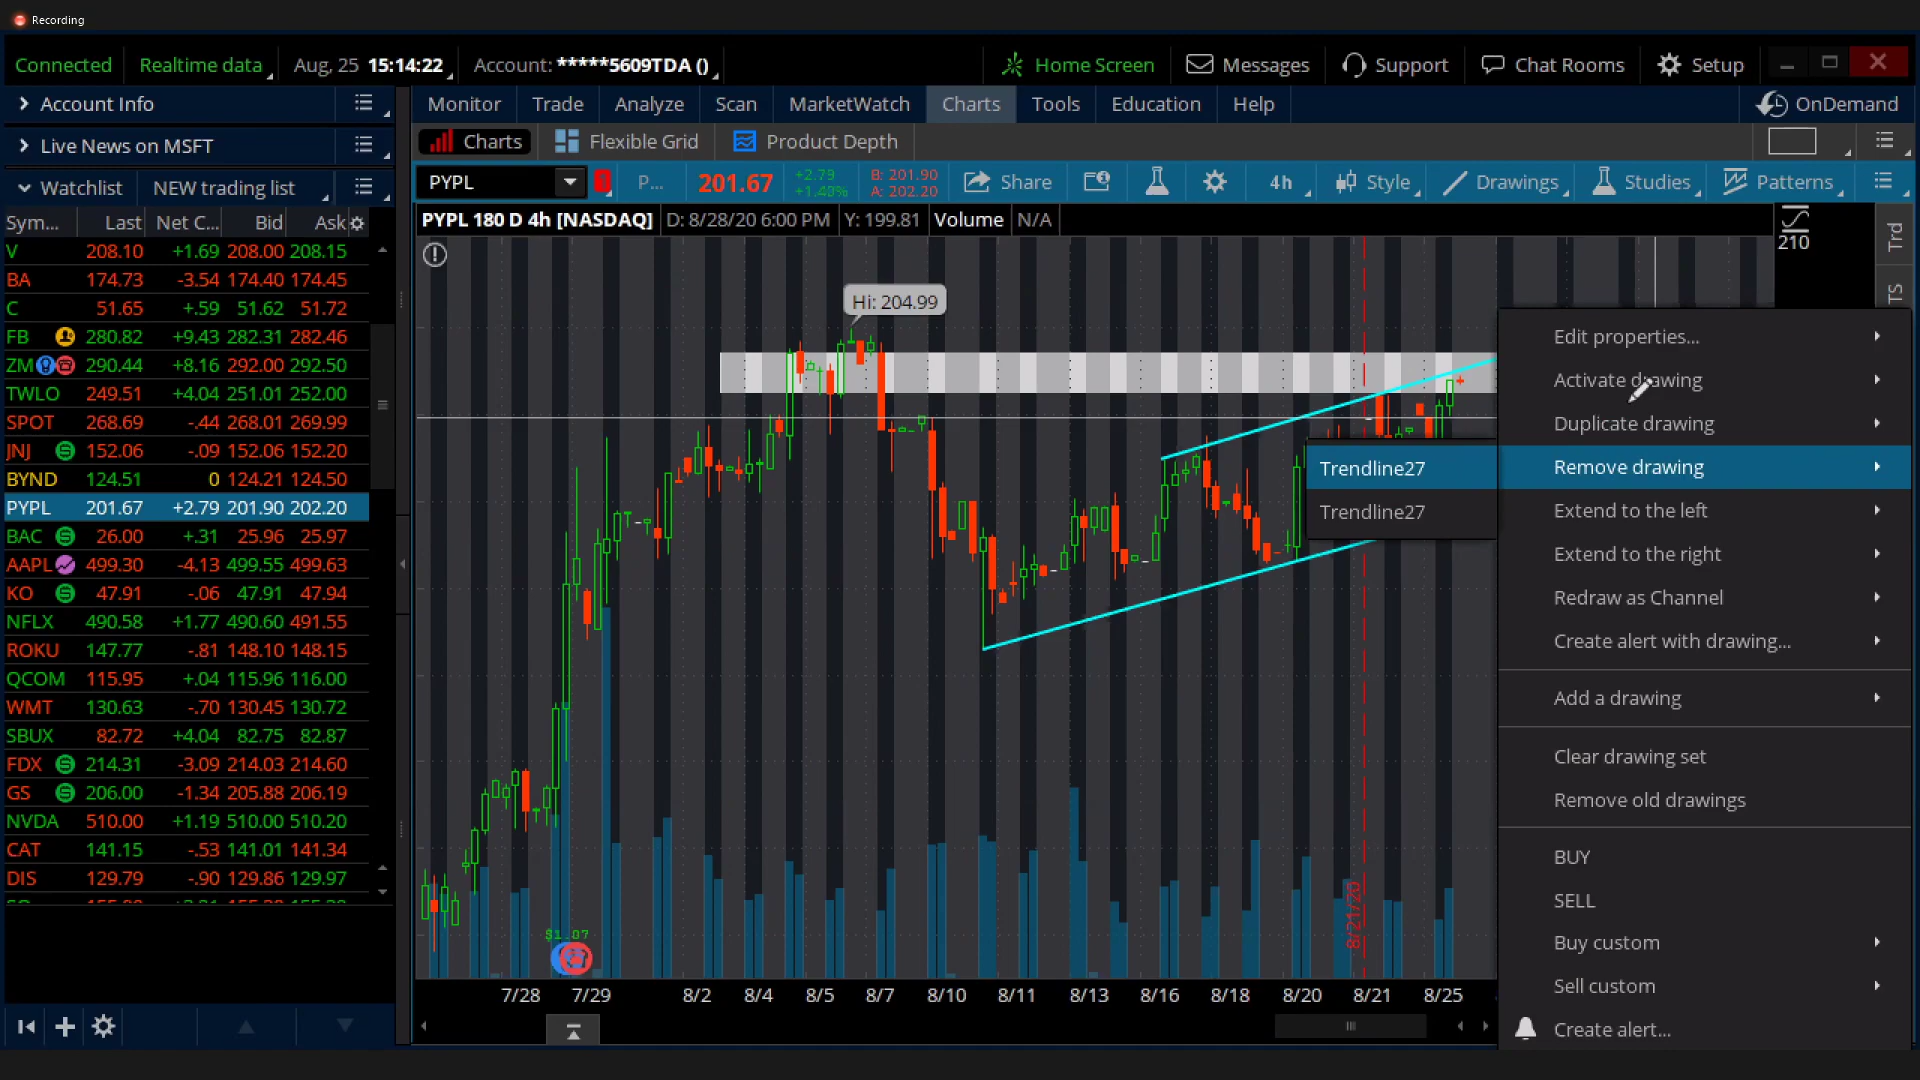 Recording
Connected Realtime data Aug, 25 15:14:22 Account: *****5609TDA () Home Screen Messages Support Chat Rooms Setup
Account Info
Live News on MSFT
Watchlist NEW trading list
Monitor Trade Analyze Scan MarketWatch Charts Tools Education Help OnDemand
Charts Flexible Grid Product Depth
PYPL P... 201.67 +2.79 B: 201.90 Share 4h Style Drawings Studies Patterns
+1.40% A: 202.20
PYPL 180 D 4h [NASDAQ] D: 8/28/20 6:00 PM Y: 199.81 Volume N/A
210
Trd
TS
Hi: 204.99
Sym... Last Net C... Bid Ask
V 208.10 +1.69 208.00 208.15
BA 174.73 -3.54 174.40 174.45
C 51.65 +.59 51.62 51.72
FB 280.82 +9.43 282.31 282.46
ZM 290.44 +8.16 292.00 292.50
TWLO 249.51 +4.04 251.01 252.00
SPOT 268.69 -.44 268.01 269.99
JNJ 152.06 -.09 152.06 152.20
BYND 124.51 0 124.21 124.50
PYPL 201.67 +2.79 201.90 202.20
BAC 26.00 +.31 25.96 25.97
AAPL 499.30 -4.13 499.55 499.63
KO 47.91 -.06 47.91 47.94
NFLX 490.58 +1.77 490.60 491.55
ROKU 147.77 -.81 148.10 148.15
QCOM 115.95 +.04 115.96 116.00
WMT 130.63 -.70 130.45 130.72
SBUX 82.72 +4.04 82.75 82.87
FDX 214.31 -3.09 214.03 214.60
GS 206.00 -1.34 205.88 206.19
NVDA 510.00 +1.19 510.00 510.20
CAT 141.15 -.53 141.01 141.34
DIS 129.79 -.90 129.86 129.97
Edit properties...
Activate drawing
Duplicate drawing
Remove drawing
Trendline27
Trendline27
Extend to the left
Extend to the right
Redraw as Channel
Create alert with drawing...
Add a drawing
Clear drawing set
Remove old drawings
BUY
SELL
Buy custom
Sell custom
Create alert...
8/21/20
$1.07
7/28 7/29 8/2 8/4 8/5 8/7 8/10 8/11 8/13 8/16 8/18 8/20 8/21 8/25